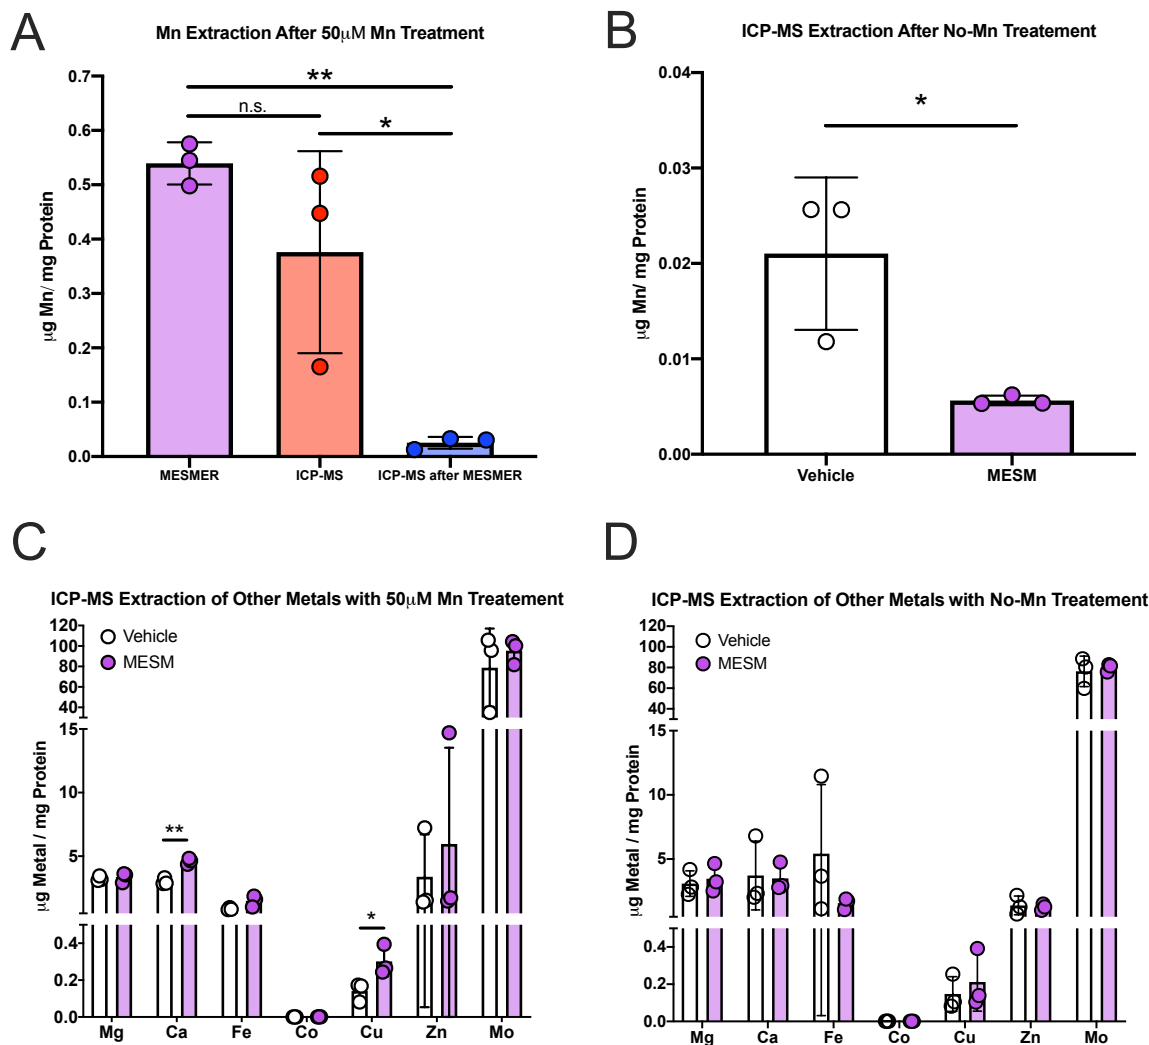 A
Mn Extraction After 50μM Mn Treatment
μg Mn/ mg Protein
0.7
0.6
0.5
0.4
0.3
0.2
0.1
0.0
**
n.s.
*
MESMER
ICP-MS
ICP-MS after MESMER
B
ICP-MS Extraction After No-Mn Treatement
μg Mn/ mg Protein
0.04
0.03
0.02
0.01
0.00
*
Vehicle
MESM
C
ICP-MS Extraction of Other Metals with 50μM Mn Treatement
μg Metal / mg Protein
120
100
80
60
40
15
10
5
0.4
0.2
0.0
Vehicle
MESM
**
*
Mg Ca Fe Co Cu Zn Mo
D
ICP-MS Extraction of Other Metals with No-Mn Treatement
μg Metal / mg Protein
120
100
80
60
40
15
10
5
0.4
0.2
0.0
Vehicle
MESM
Mg Ca Fe Co Cu Zn Mo